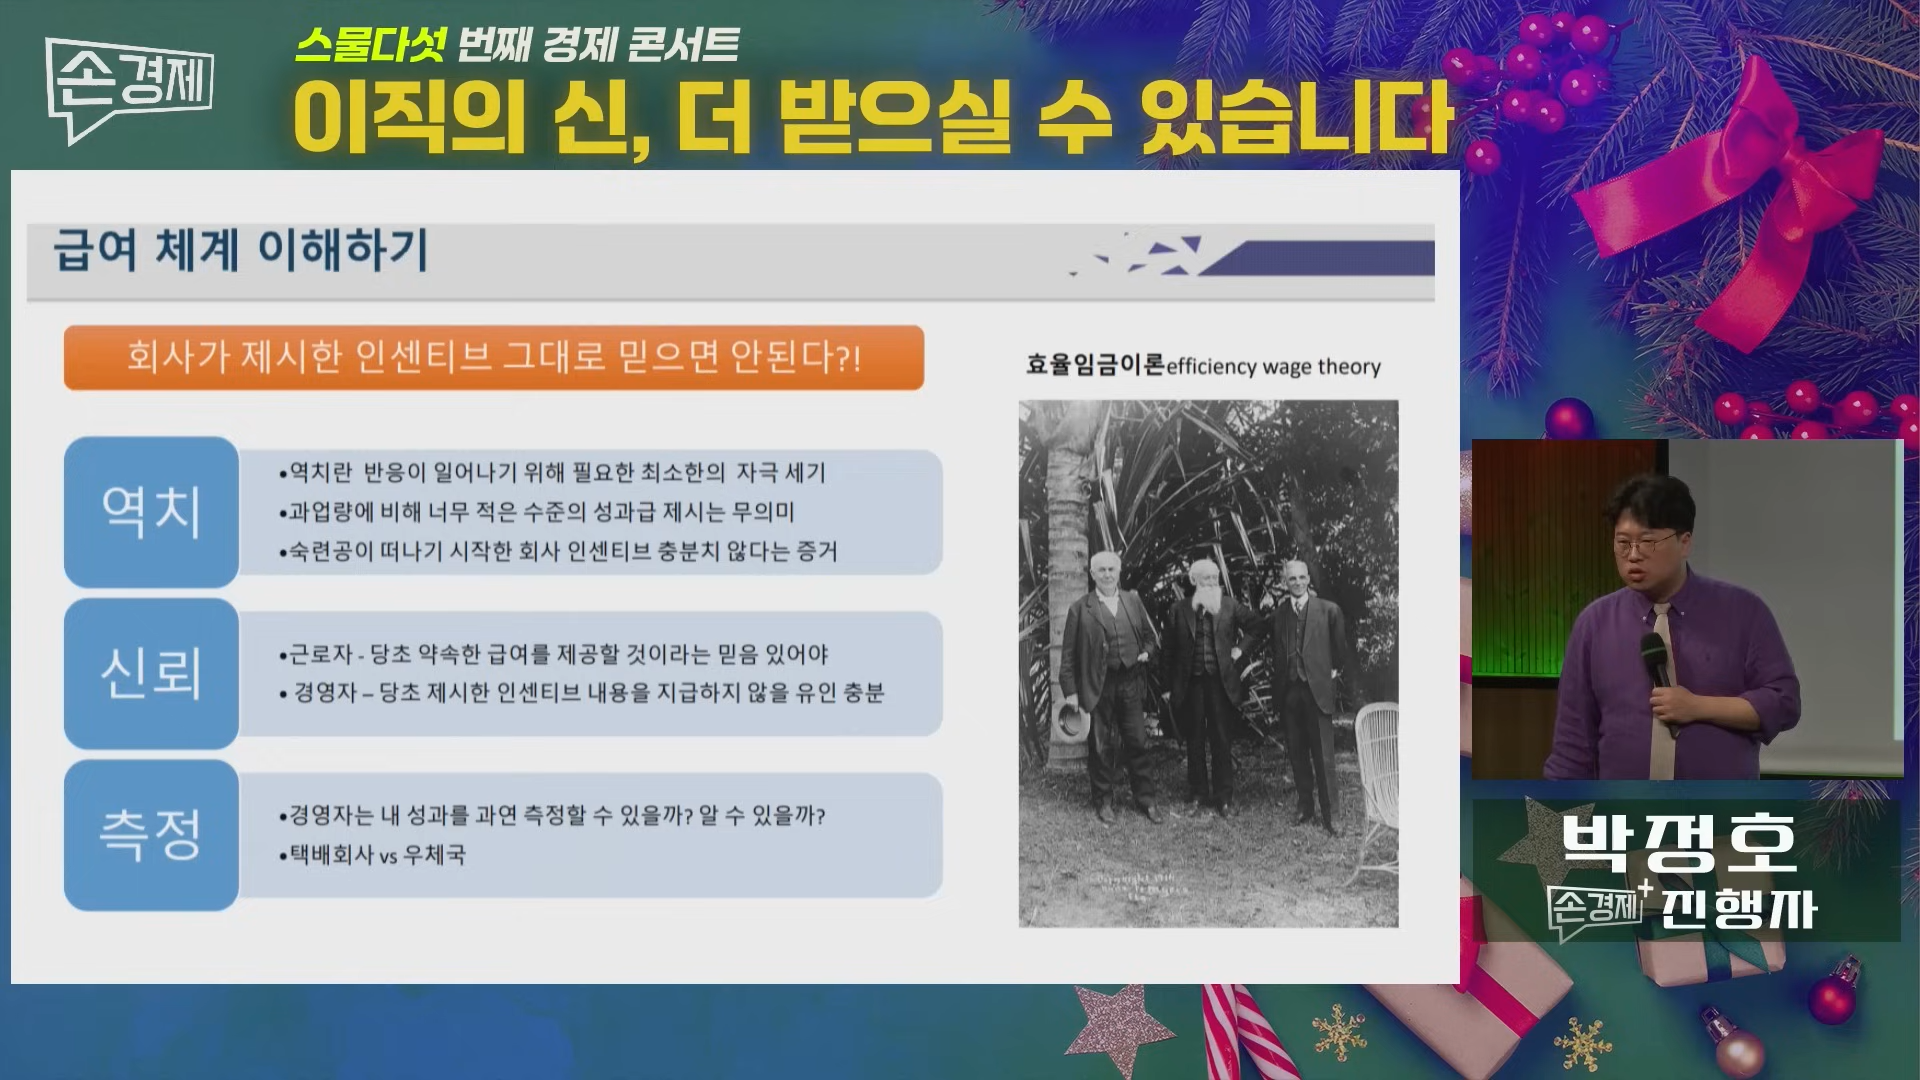 손경제
스물다섯 번째 경제 콘서트
이직의 신, 더 받으실 수 있습니다
급여 체계 이해하기
회사가 제시한 인센티브 그대로 믿으면 안된다?!
효율임금이론efficiency wage theory
역치
•역치란 반응이 일어나기 위해 필요한 최소한의 자극 세기
•과업량에 비해 너무 적은 수준의 성과급 제시는 무의미
•숙련공이 떠나기 시작한 회사 인센티브 충분치 않다는 증거
신뢰
•근로자 - 당초 약속한 급여를 제공할 것이라는 믿음 있어야
• 경영자 – 당초 제시한 인센티브 내용을 지급하지 않을 유인 충분
측정
•경영자는 내 성과를 과연 측정할 수 있을까? 알 수 있을까?
•택배회사 vs 우체국
박정호
손경제+ 진행자